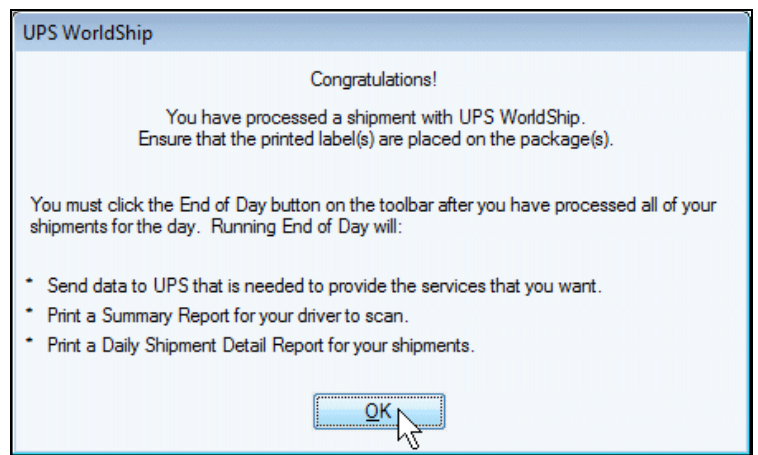 UPS WorldShip
Congratulations!
You have processed a shipment with UPS WorldShip.
Ensure that the printed label(s) are placed on the package(s).
You must click the End of Day button on the toolbar after you have processed all of your
shipments for the day.  Running End of Day will:
* Send data to UPS that is needed to provide the services that you want.
* Print a Summary Report for your driver to scan.
* Print a Daily Shipment Detail Report for your shipments.
OK